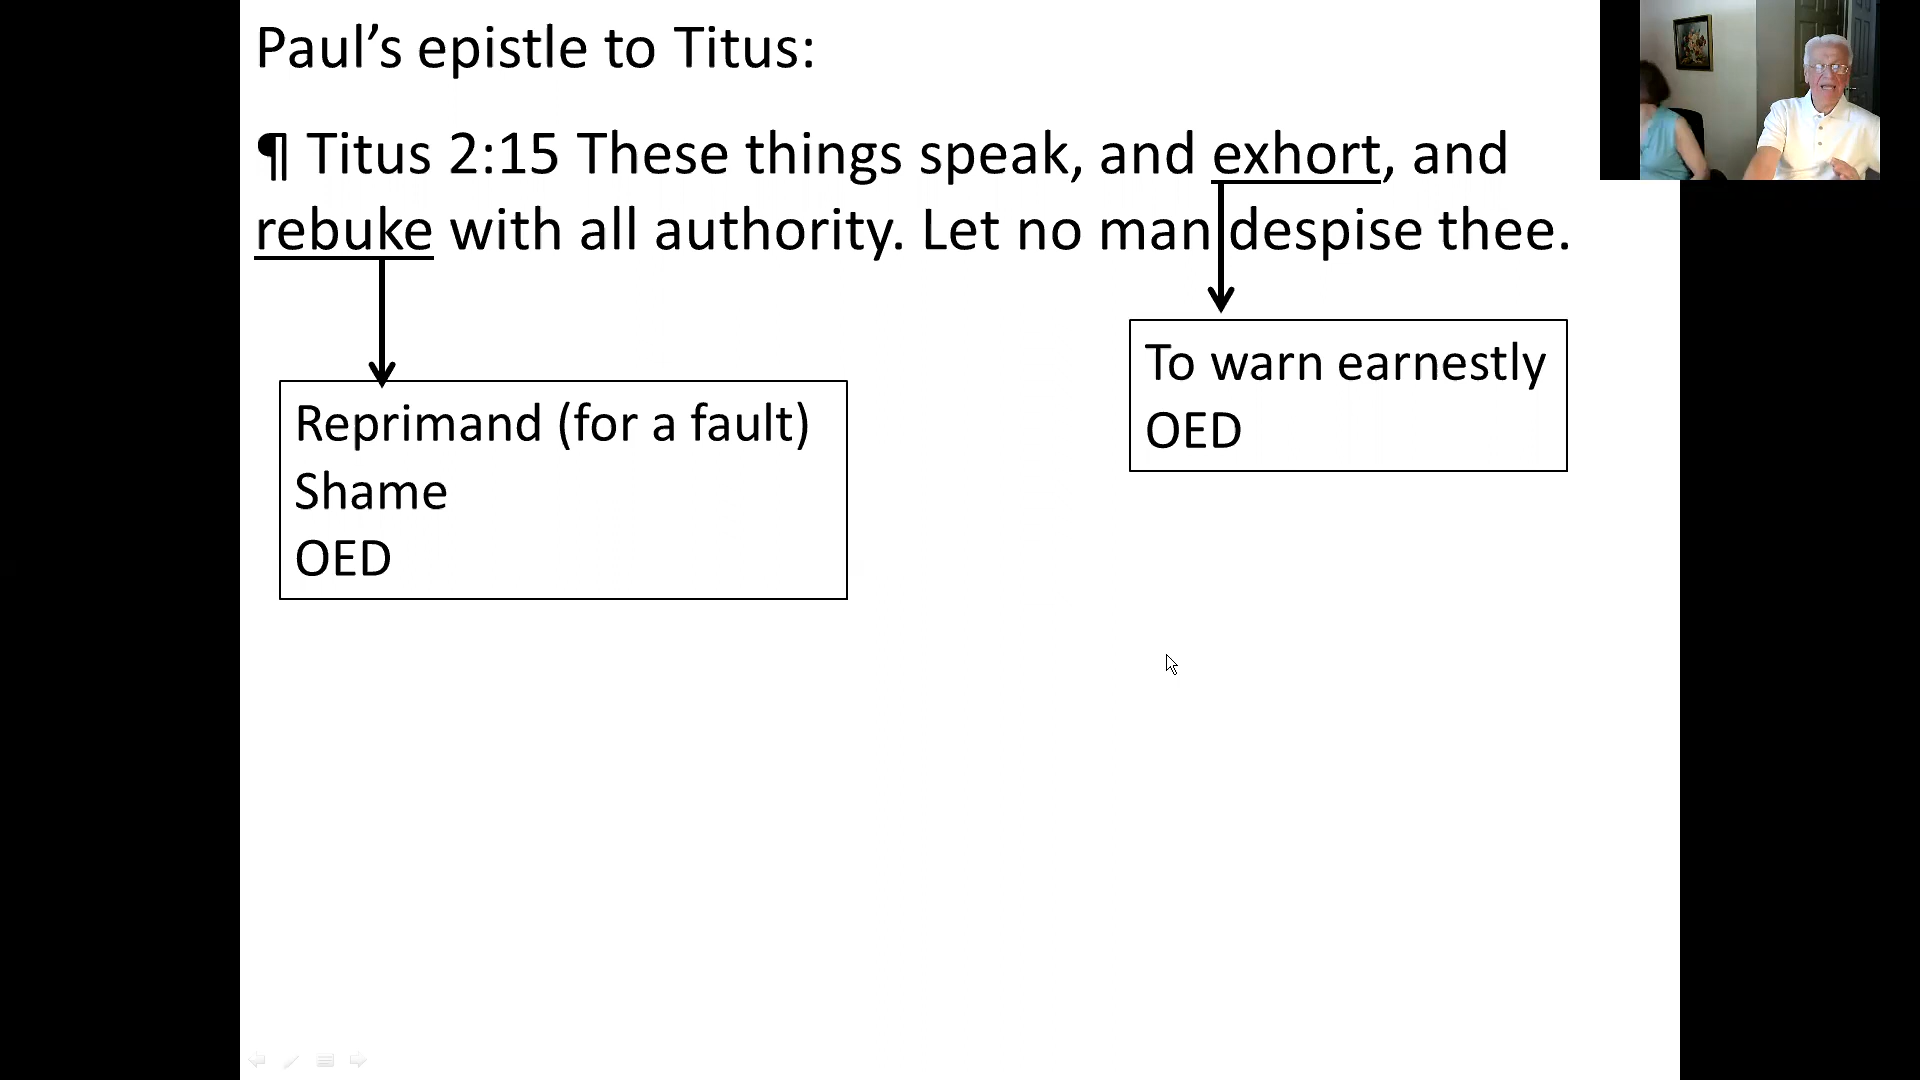 Paul’s epistle to Titus:
¶ Titus 2:15 These things speak, and exhort, and
rebuke with all authority. Let no man despise thee.
To warn earnestly
OED
Reprimand (for a fault)
Shame
OED